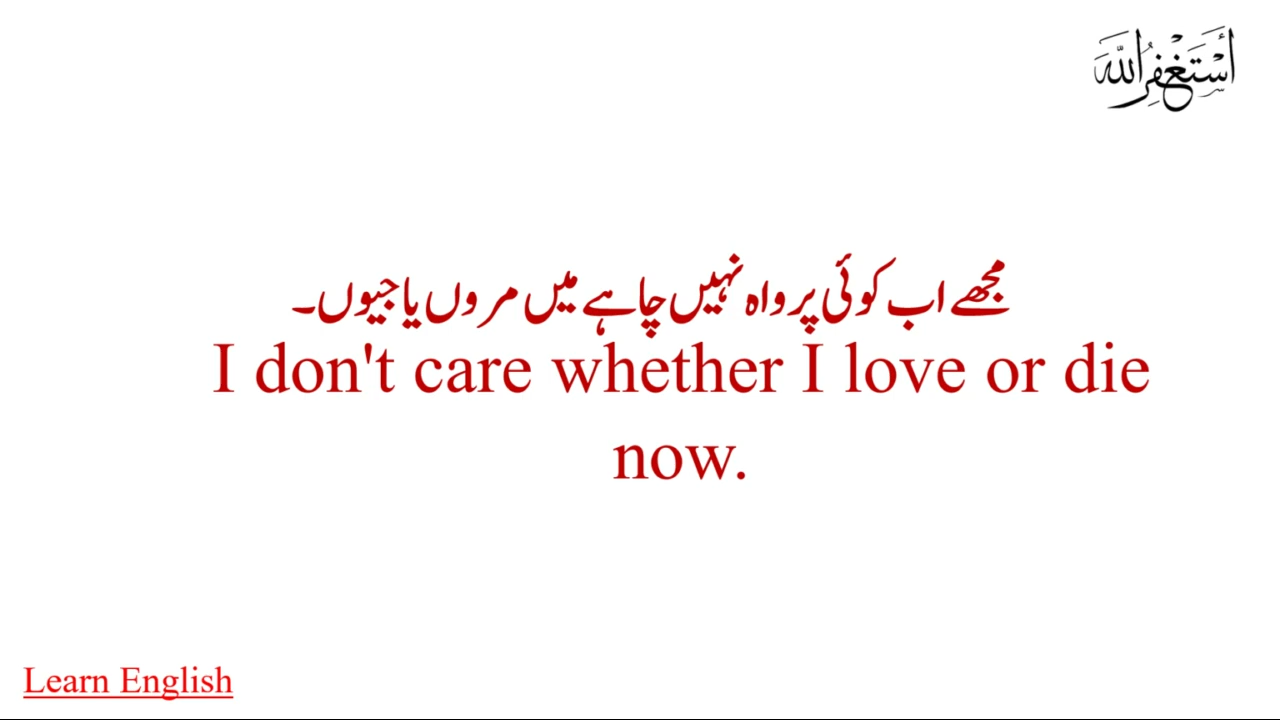 أَسْتَغْفِرُ اللّٰه
مجھے اب کوئی پرواہ نہیں چاہے میں مروں یا جیوں۔
I don't care whether I love or die
now.
Learn English